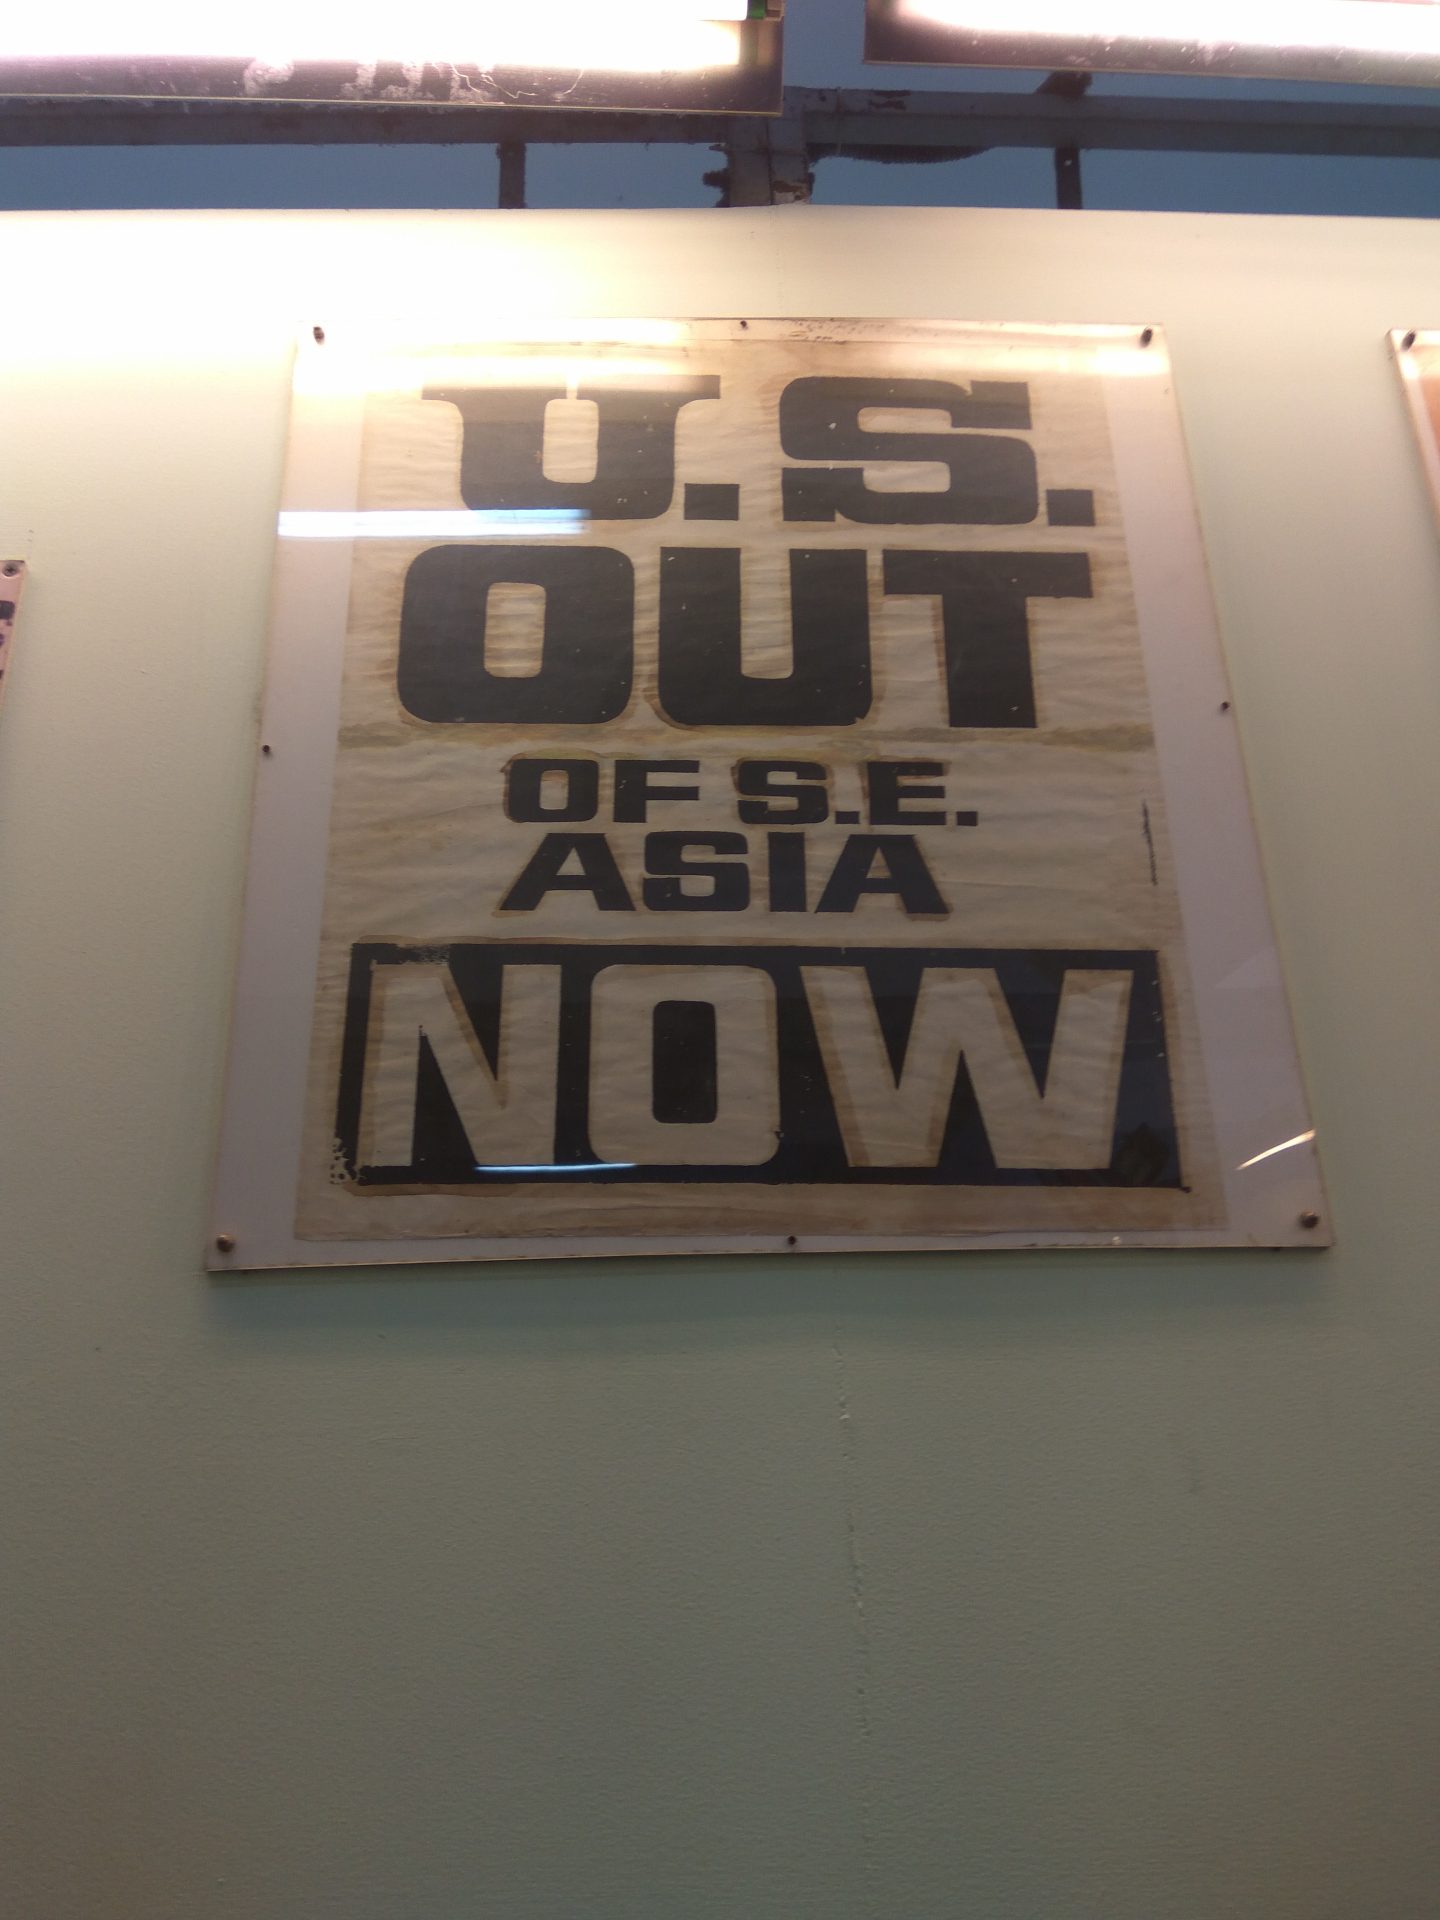 U.S.
OUT
OF S.E.
ASIA
NOW